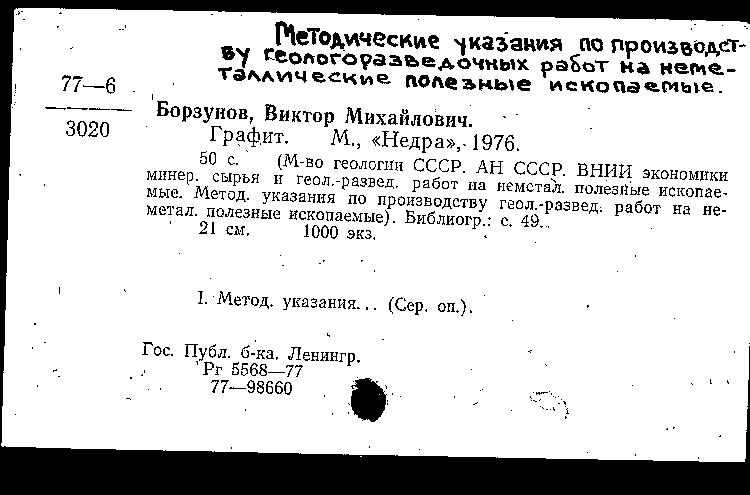 Методические указания по производст-
ву геологоразведочных работ на неме-
таллические полезные ископаемые.
77—6
3020
Борзунов, Виктор Михайлович.
Графит. М., «Недра», 1976.
50 с. (М-во геологии СССР. АН СССР. ВНИИ экономики
минер. сырья и геол.-развед. работ на неметал. полезные ископае-
мые. Метод. указания по производству геол.-развед. работ на не-
метал. полезные ископаемые). Библиогр.: с. 49.
21 см. 1000 экз.
I. Метод. указания... (Сер. оп.).
Гос. Публ. б-ка. Ленингр.
Рг 5568—77
77—98660